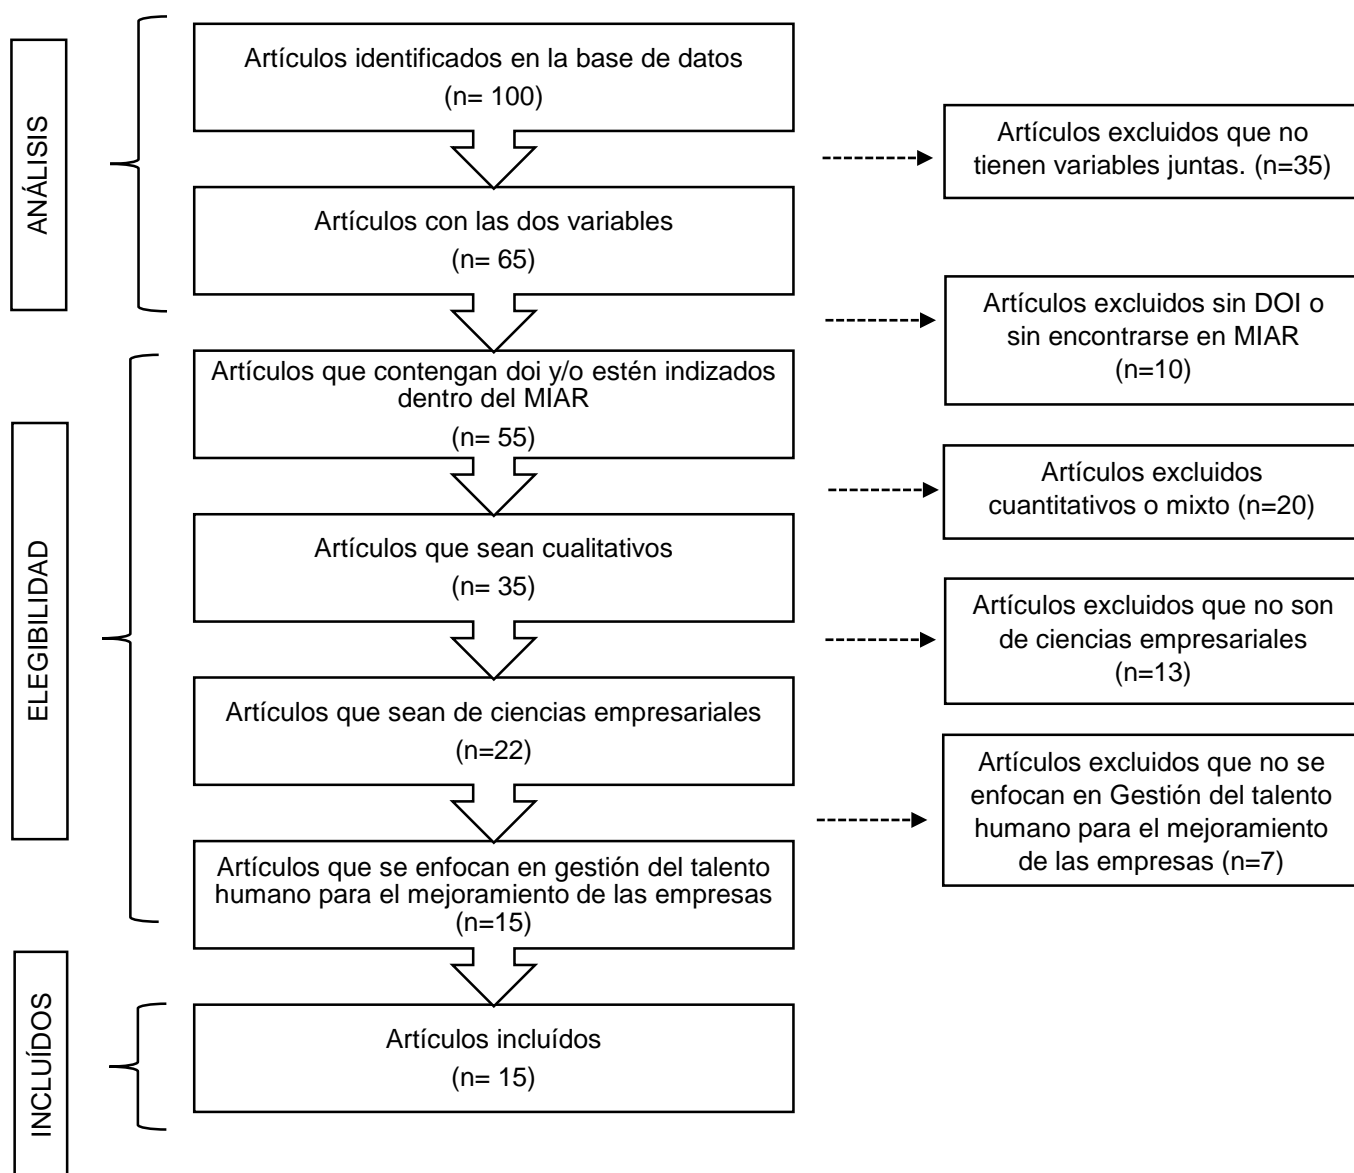 ANÁLISIS
Artículos identificados en la base de datos
(n= 100)
Artículos excluidos que no
tienen variables juntas. (n=35)
Artículos con las dos variables
(n= 65)
Artículos excluidos sin DOI o
sin encontrarse en MIAR
(n=10)
ELEGIBILIDAD
Artículos que contengan doi y/o estén indizados
dentro del MIAR
(n= 55)
Artículos excluidos
cuantitativos o mixto (n=20)
Artículos que sean cualitativos
(n= 35)
Artículos excluidos que no son
de ciencias empresariales
(n=13)
Artículos que sean de ciencias empresariales
(n=22)
Artículos excluidos que no se
enfocan en Gestión del talento
humano para el mejoramiento
de las empresas (n=7)
Artículos que se enfocan en gestión del talento
humano para el mejoramiento de las empresas
(n=15)
INCLUÍDOS
Artículos incluídos
(n= 15)